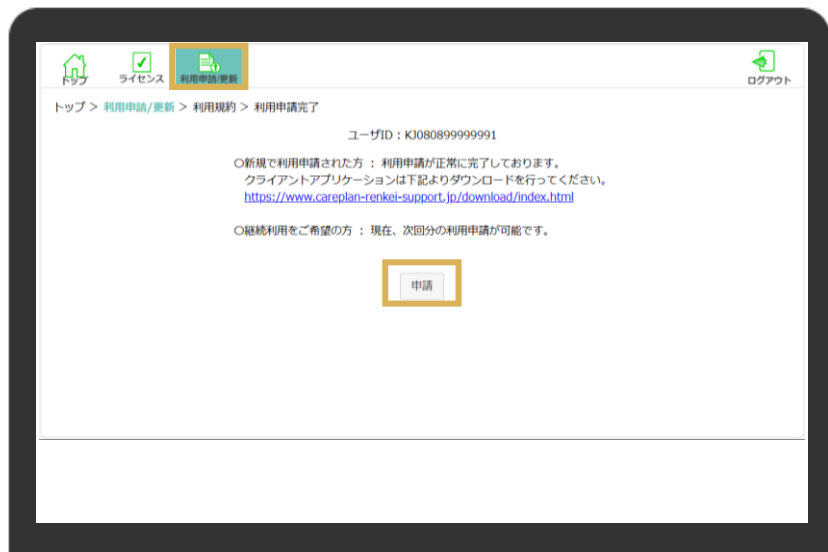 トップ ライセンス 利用申請/更新 ログアウト
トップ > 利用申請/更新 > 利用規約 > 利用申請完了
ユーザID：KJ080899999991
○新規で利用申請された方 ： 利用申請が正常に完了しております。
クライアントアプリケーションは下記よりダウンロードを行ってください。
https://www.careplan-renkei-support.jp/download/index.html
○継続利用をご希望の方 ： 現在、次回分の利用申請が可能です。
申請